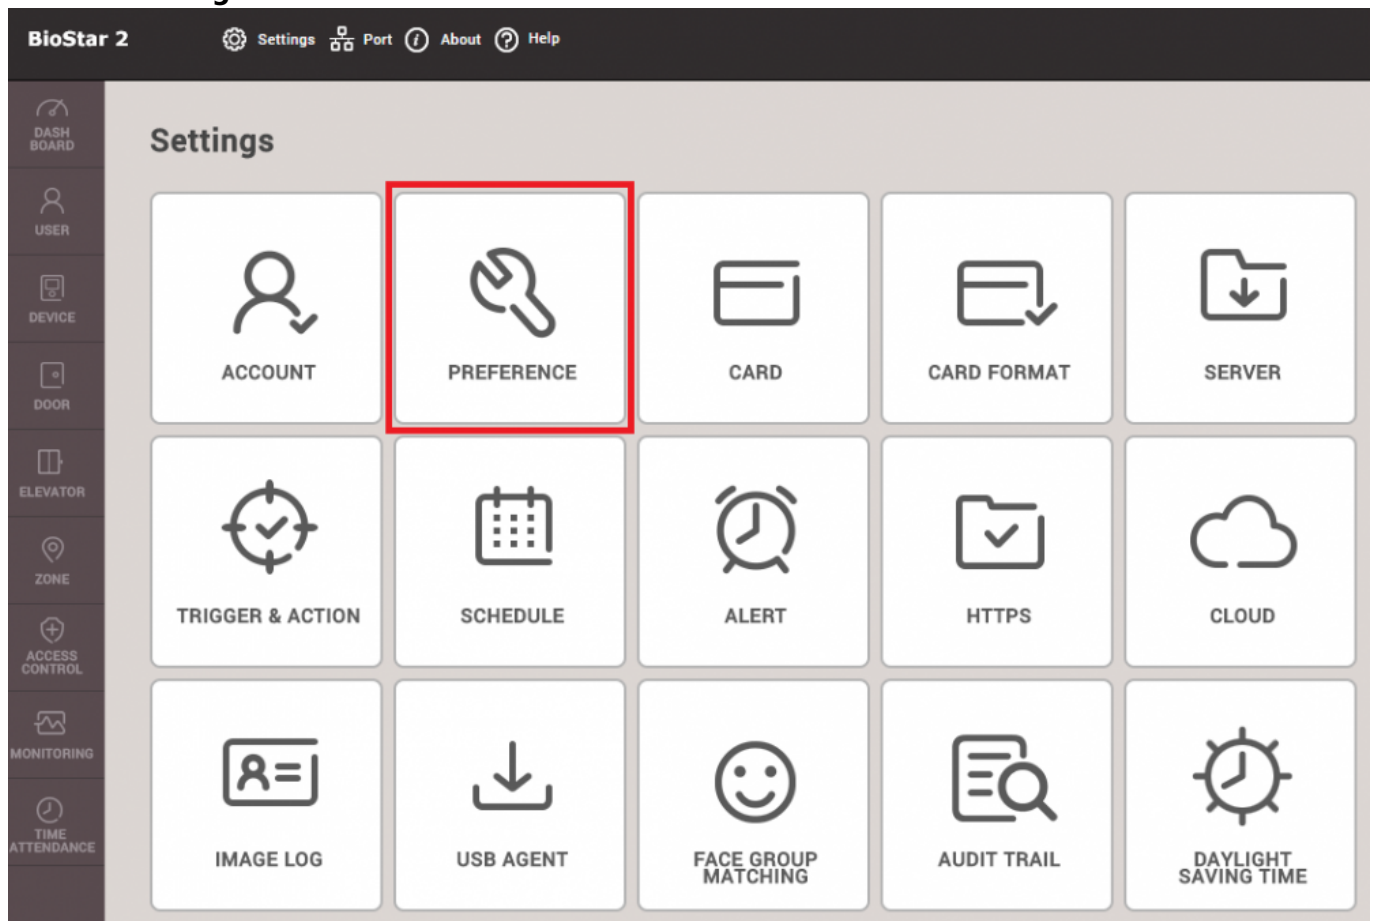 BioStar 2
Settings Port About Help
DASH
BOARD
USER
DEVICE
DOOR
ELEVATOR
ZONE
ACCESS
CONTROL
MONITORING
TIME
ATTENDANCE
Settings
ACCOUNT
PREFERENCE
CARD
CARD FORMAT
SERVER
TRIGGER & ACTION
SCHEDULE
ALERT
HTTPS
CLOUD
IMAGE LOG
USB AGENT
FACE GROUP
MATCHING
AUDIT TRAIL
DAYLIGHT
SAVING TIME